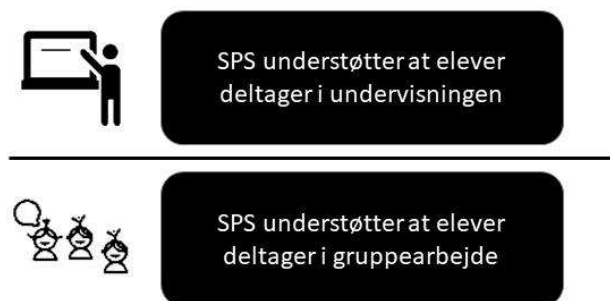 SPS understøtter at elever
deltager i undervisningen
SPS understøtter at elever
deltager i gruppearbejde